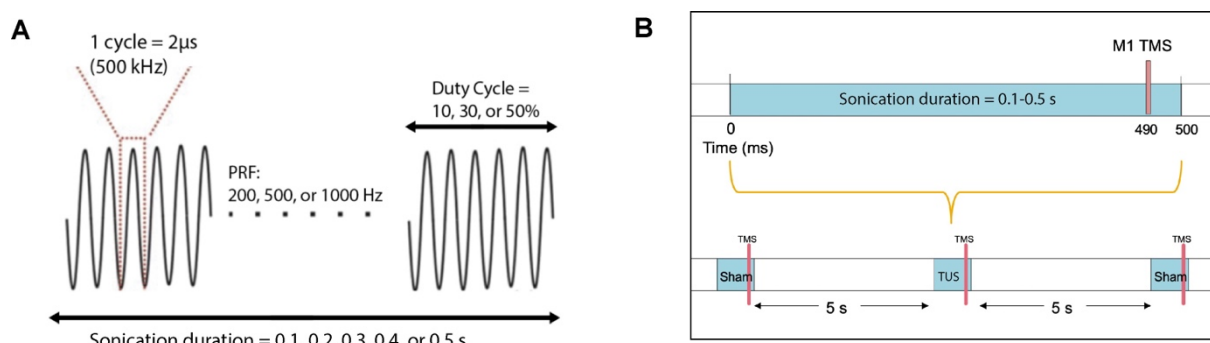 A
1 cycle = 2µs
(500 kHz)
Duty Cycle =
10, 30, or 50%
PRF:
200, 500, or 1000 Hz
Sonication duration = 0.1, 0.2, 0.3, 0.4, or 0.5 s
B
M1 TMS
Sonication duration = 0.1-0.5 s
0
490
500
Time (ms)
TMS
TMS
TMS
Sham
TUS
Sham
5 s
5 s